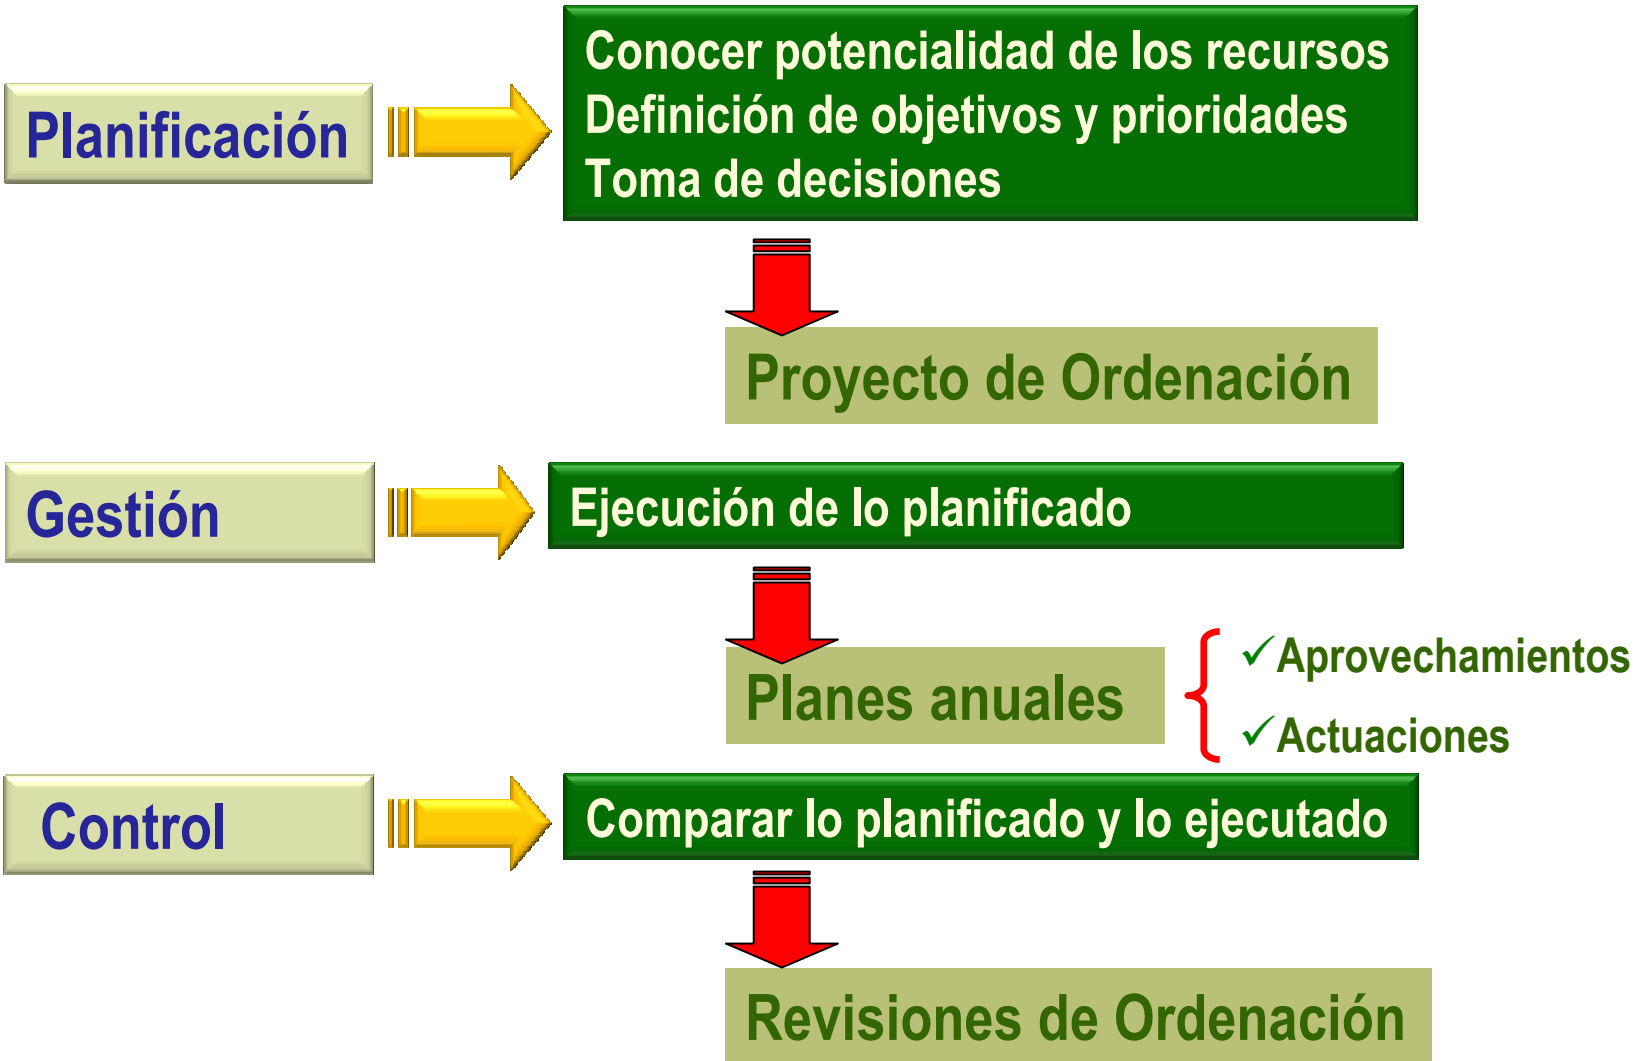 Planificación
Conocer potencialidad de los recursos
Definición de objetivos y prioridades
Toma de decisiones
Proyecto de Ordenación
Gestión
Ejecución de lo planificado
Planes anuales
✓Aprovechamientos
✓Actuaciones
Control
Comparar lo planificado y lo ejecutado
Revisiones de Ordenación